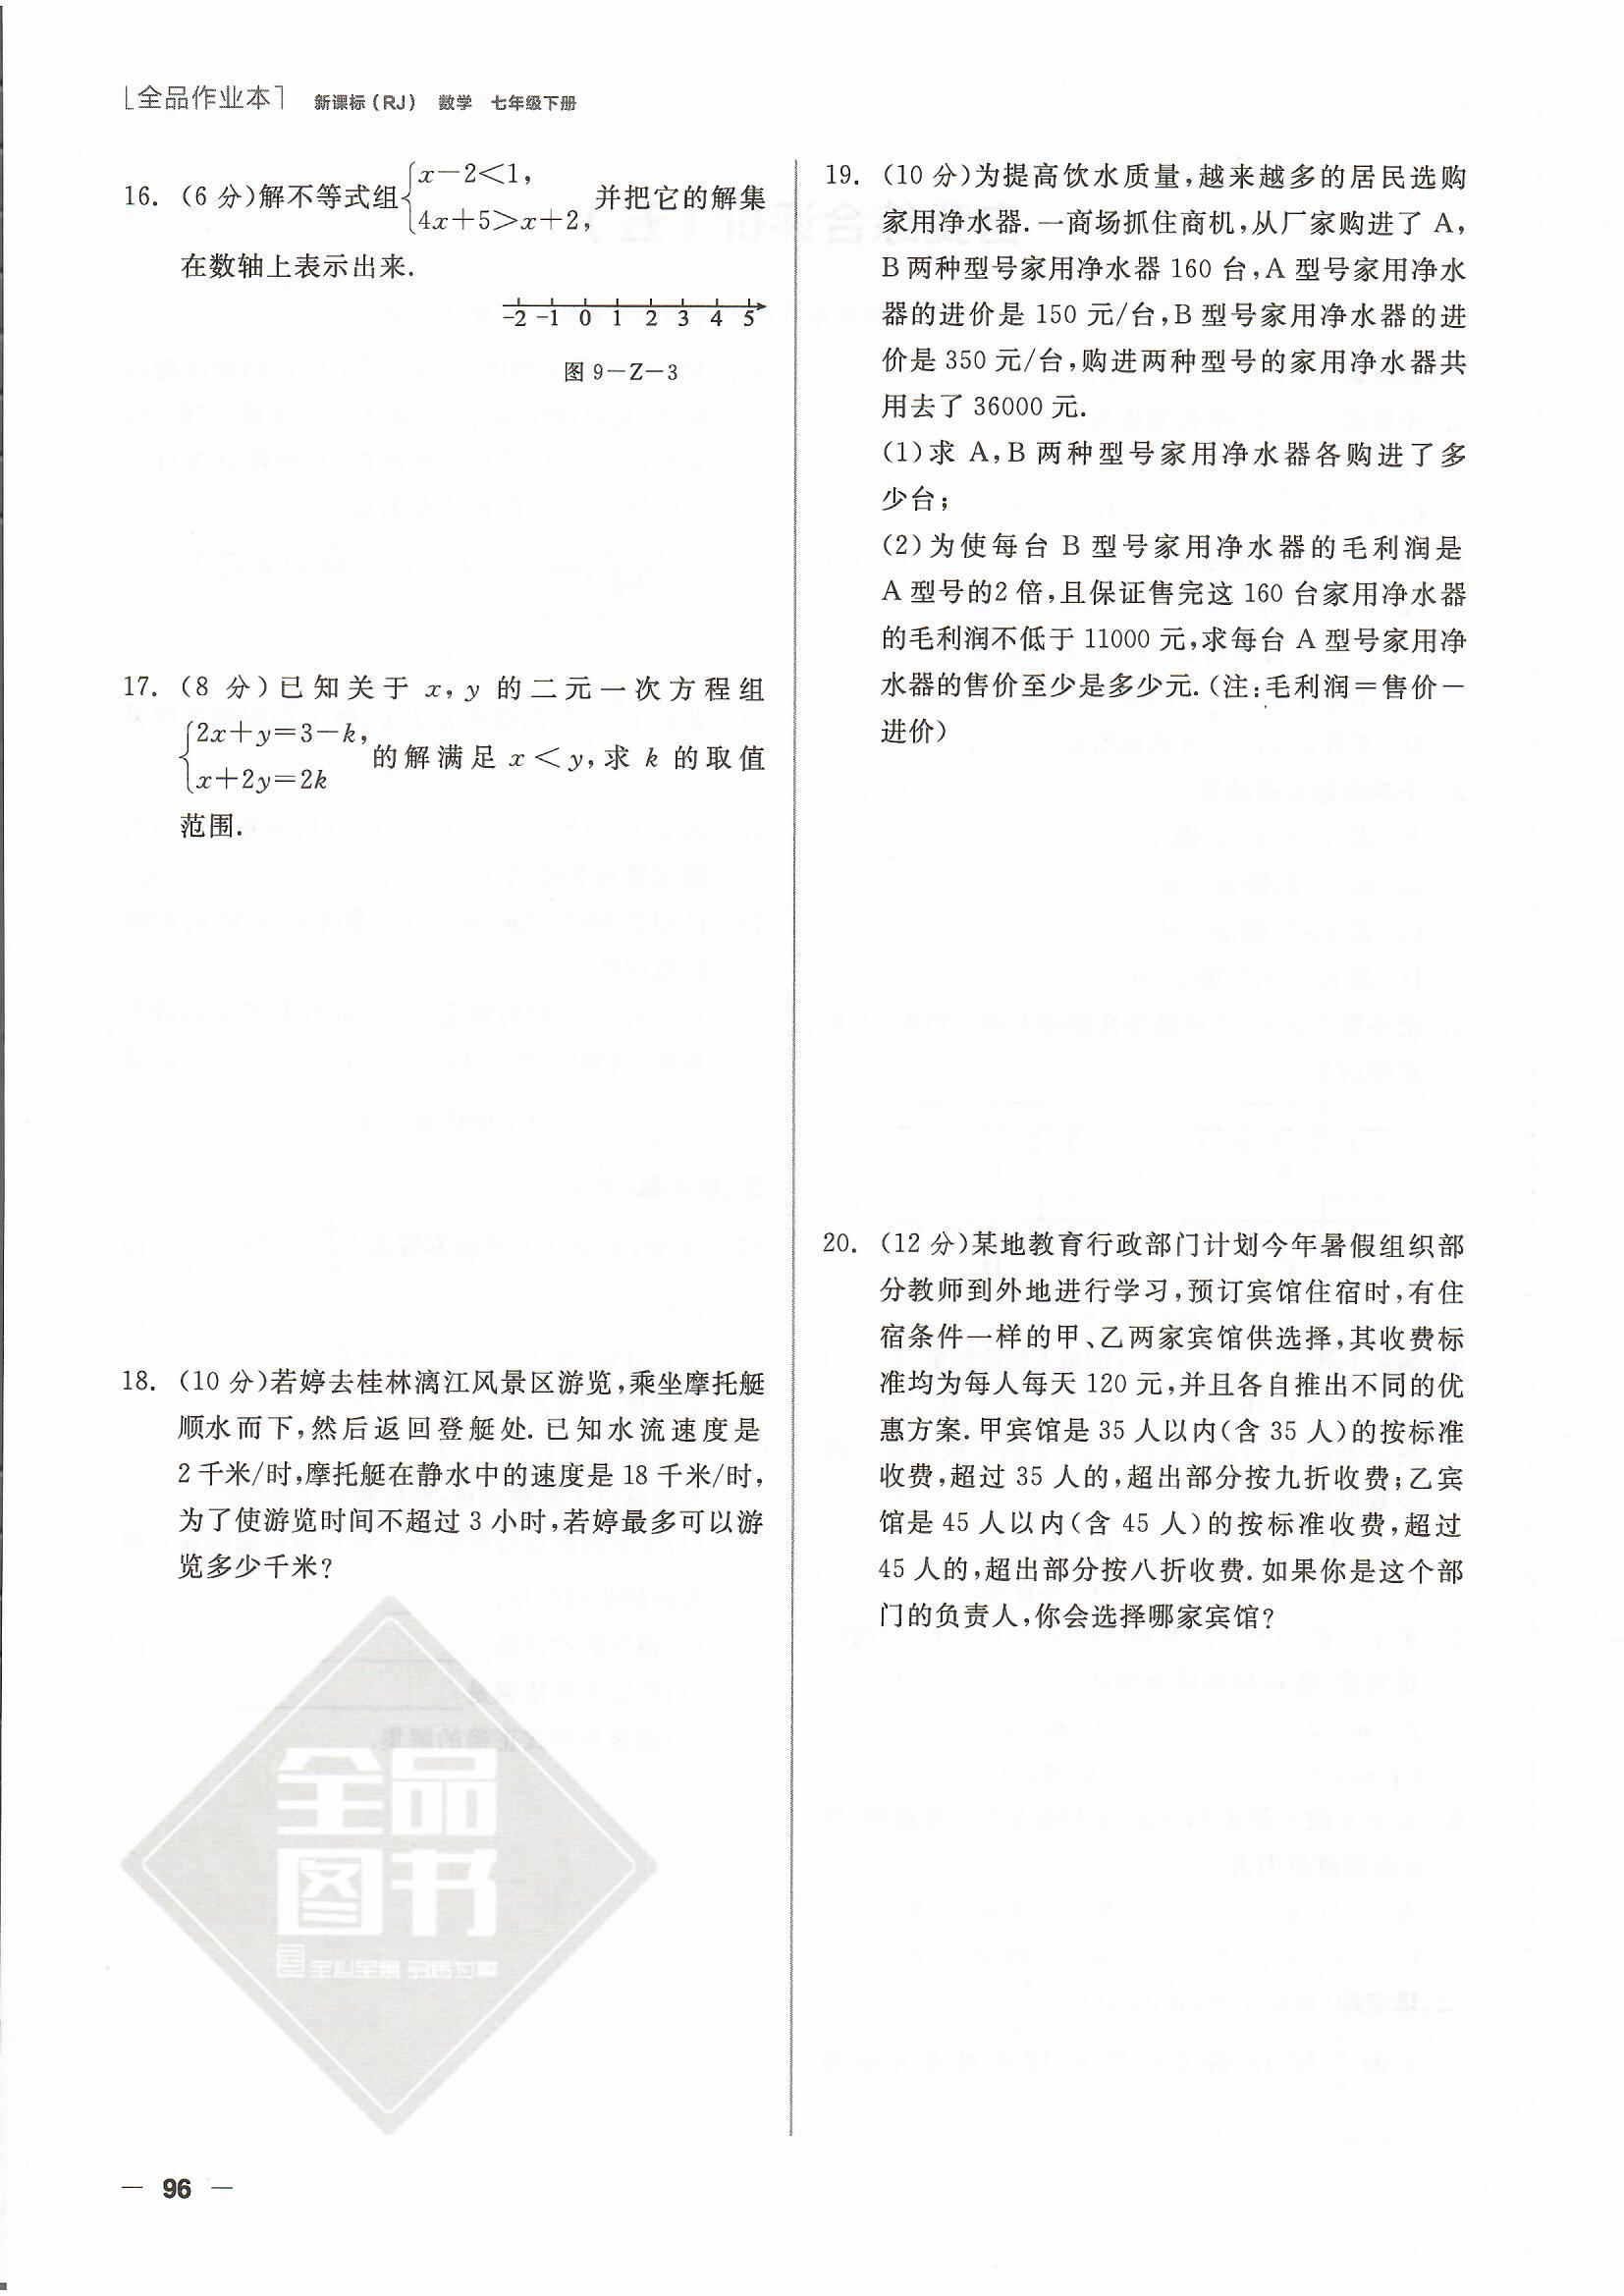 全品作业本 新课标(RJ) 数学 七年级下册
16. (6 分)解不等式组{x-2<1, 4x+5>x+2, 并把它的解集
在数轴上表示出来.
-2 -1 0 1 2 3 4 5
图 9-Z-3
17. (8 分)已知关于 x, y 的二元一次方程组
{2x+y=3-k, x+2y=2k 的解满足 x<y,求 k 的取值
范围.
18. (10 分)若婷去桂林漓江风景区游览,乘坐摩托艇
顺水而下,然后返回登艇处.已知水流速度是
2 千米/时,摩托艇在静水中的速度是 18 千米/时,
为了使游览时间不超过 3 小时,若婷最多可以游
览多少千米?
全品
图书
19. (10 分)为提高饮水质量,越来越多的居民选购
家用净水器.一商场抓住商机,从厂家购进了 A,
B 两种型号家用净水器 160 台,A 型号家用净水
器的进价是 150 元/台,B 型号家用净水器的进
价是 350 元/台,购进两种型号的家用净水器共
用去了 36000 元.
(1)求 A,B 两种型号家用净水器各购进了多
少台;
(2)为使每台 B 型号家用净水器的毛利润是
A 型号的2 倍,且保证售完这 160 台家用净水器
的毛利润不低于 11000 元,求每台 A 型号家用净
水器的售价至少是多少元.(注:毛利润=售价-
进价)
20. (12 分)某地教育行政部门计划今年暑假组织部
分教师到外地进行学习,预订宾馆住宿时,有住
宿条件一样的甲、乙两家宾馆供选择,其收费标
准均为每人每天 120 元,并且各自推出不同的优
惠方案.甲宾馆是 35 人以内(含 35 人)的按标准
收费,超过 35 人的,超出部分按九折收费;乙宾
馆是 45 人以内(含 45 人)的按标准收费,超过
45 人的,超出部分按八折收费.如果你是这个部
门的负责人,你会选择哪家宾馆?
— 96 —